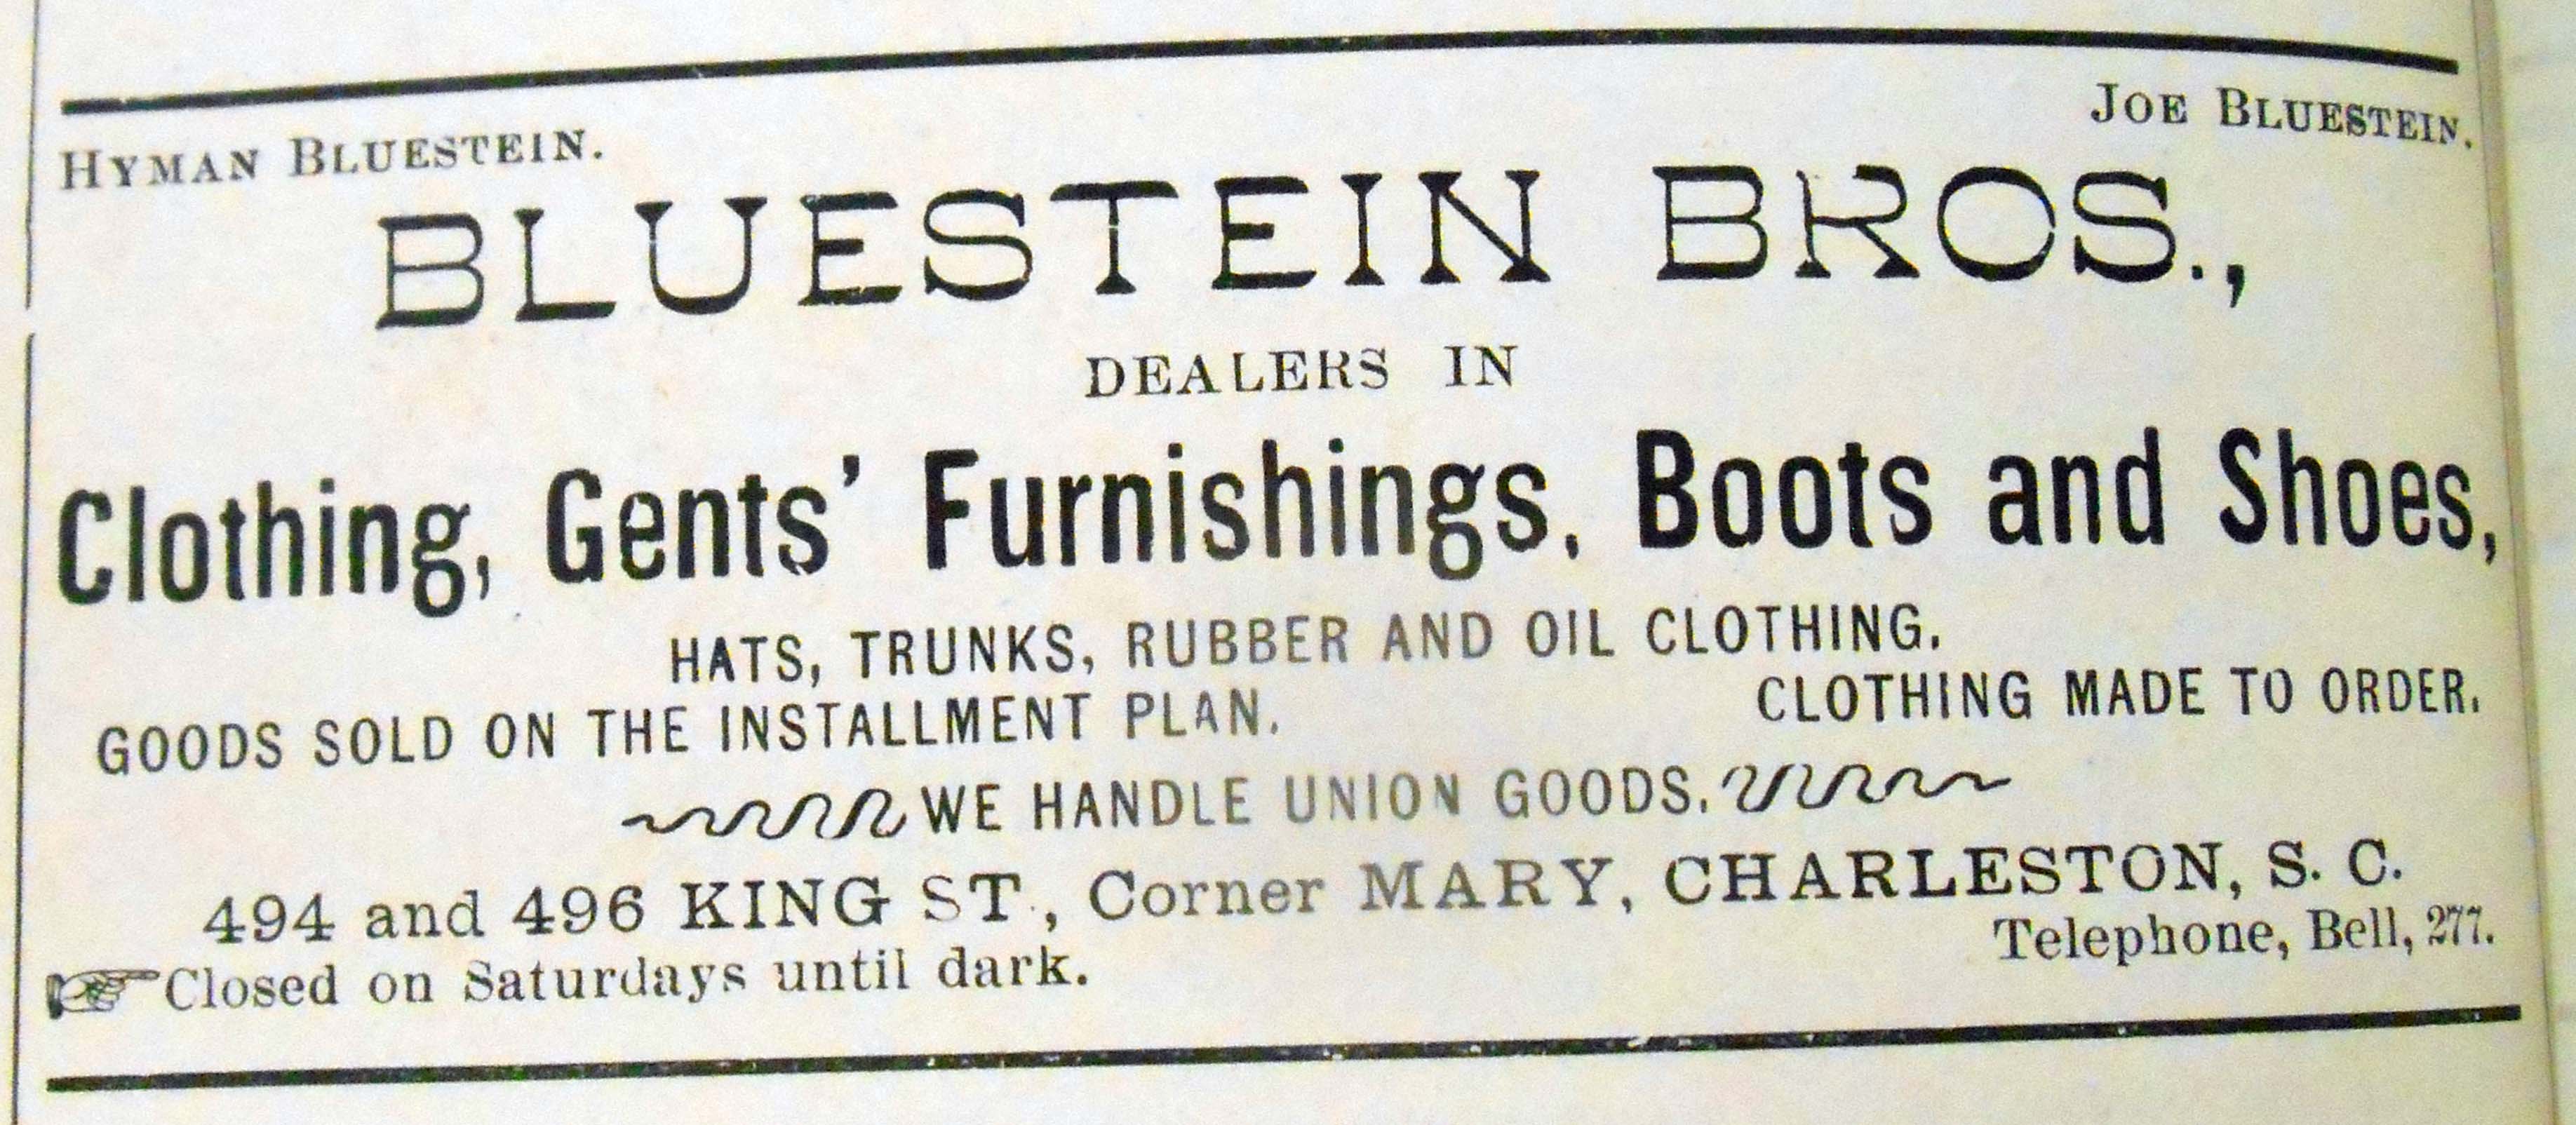 HYMAN BLUESTEIN.
JOE BLUESTEIN.
BLUESTEIN BROS.,
DEALERS IN
Clothing, Gents' Furnishings, Boots and Shoes,
HATS, TRUNKS, RUBBER AND OIL CLOTHING.
GOODS SOLD ON THE INSTALLMENT PLAN.
CLOTHING MADE TO ORDER.
WE HANDLE UNION GOODS.
494 and 496 KING ST., Corner MARY, CHARLESTON, S. C.
Closed on Saturdays until dark.
Telephone, Bell, 277.